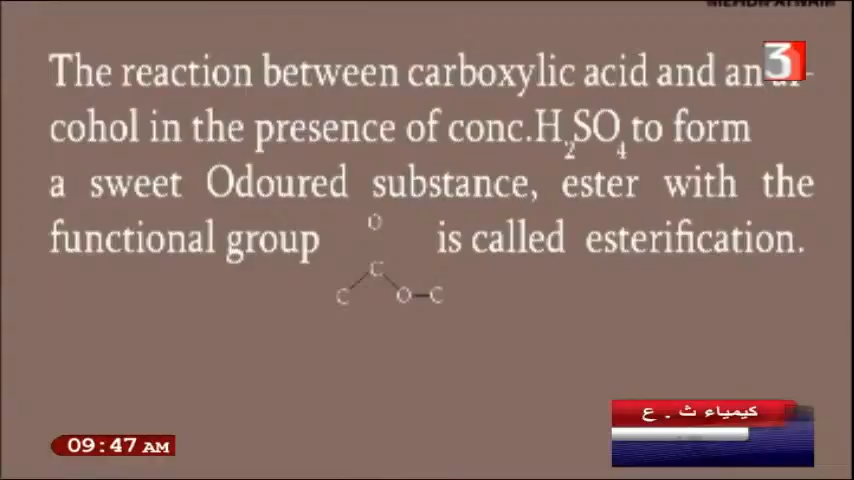 3
The reaction between carboxylic acid and an al-
cohol in the presence of conc.H2SO4 to form
a sweet Odoured substance, ester with the
functional group is called esterification.
O
C
C O C
كيمياء ث . ع
09:47 AM